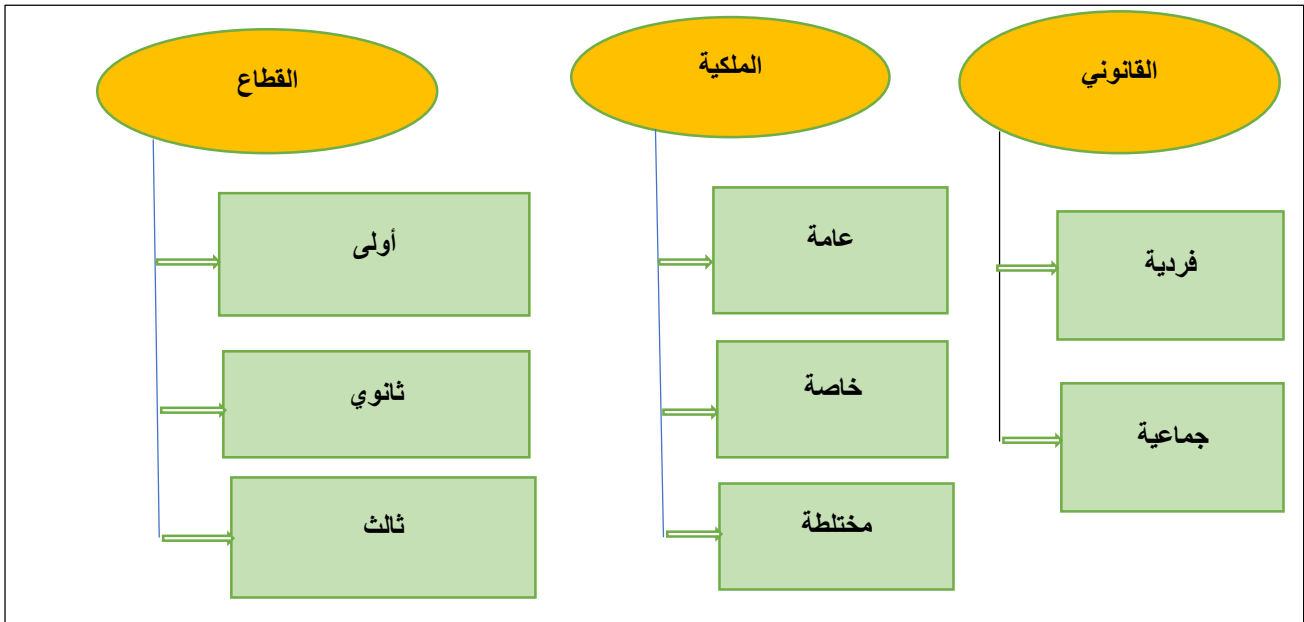 القانوني
فردية
جماعية
الملكية
عامة
خاصة
مختلطة
القطاع
أولى
ثانوي
ثالث